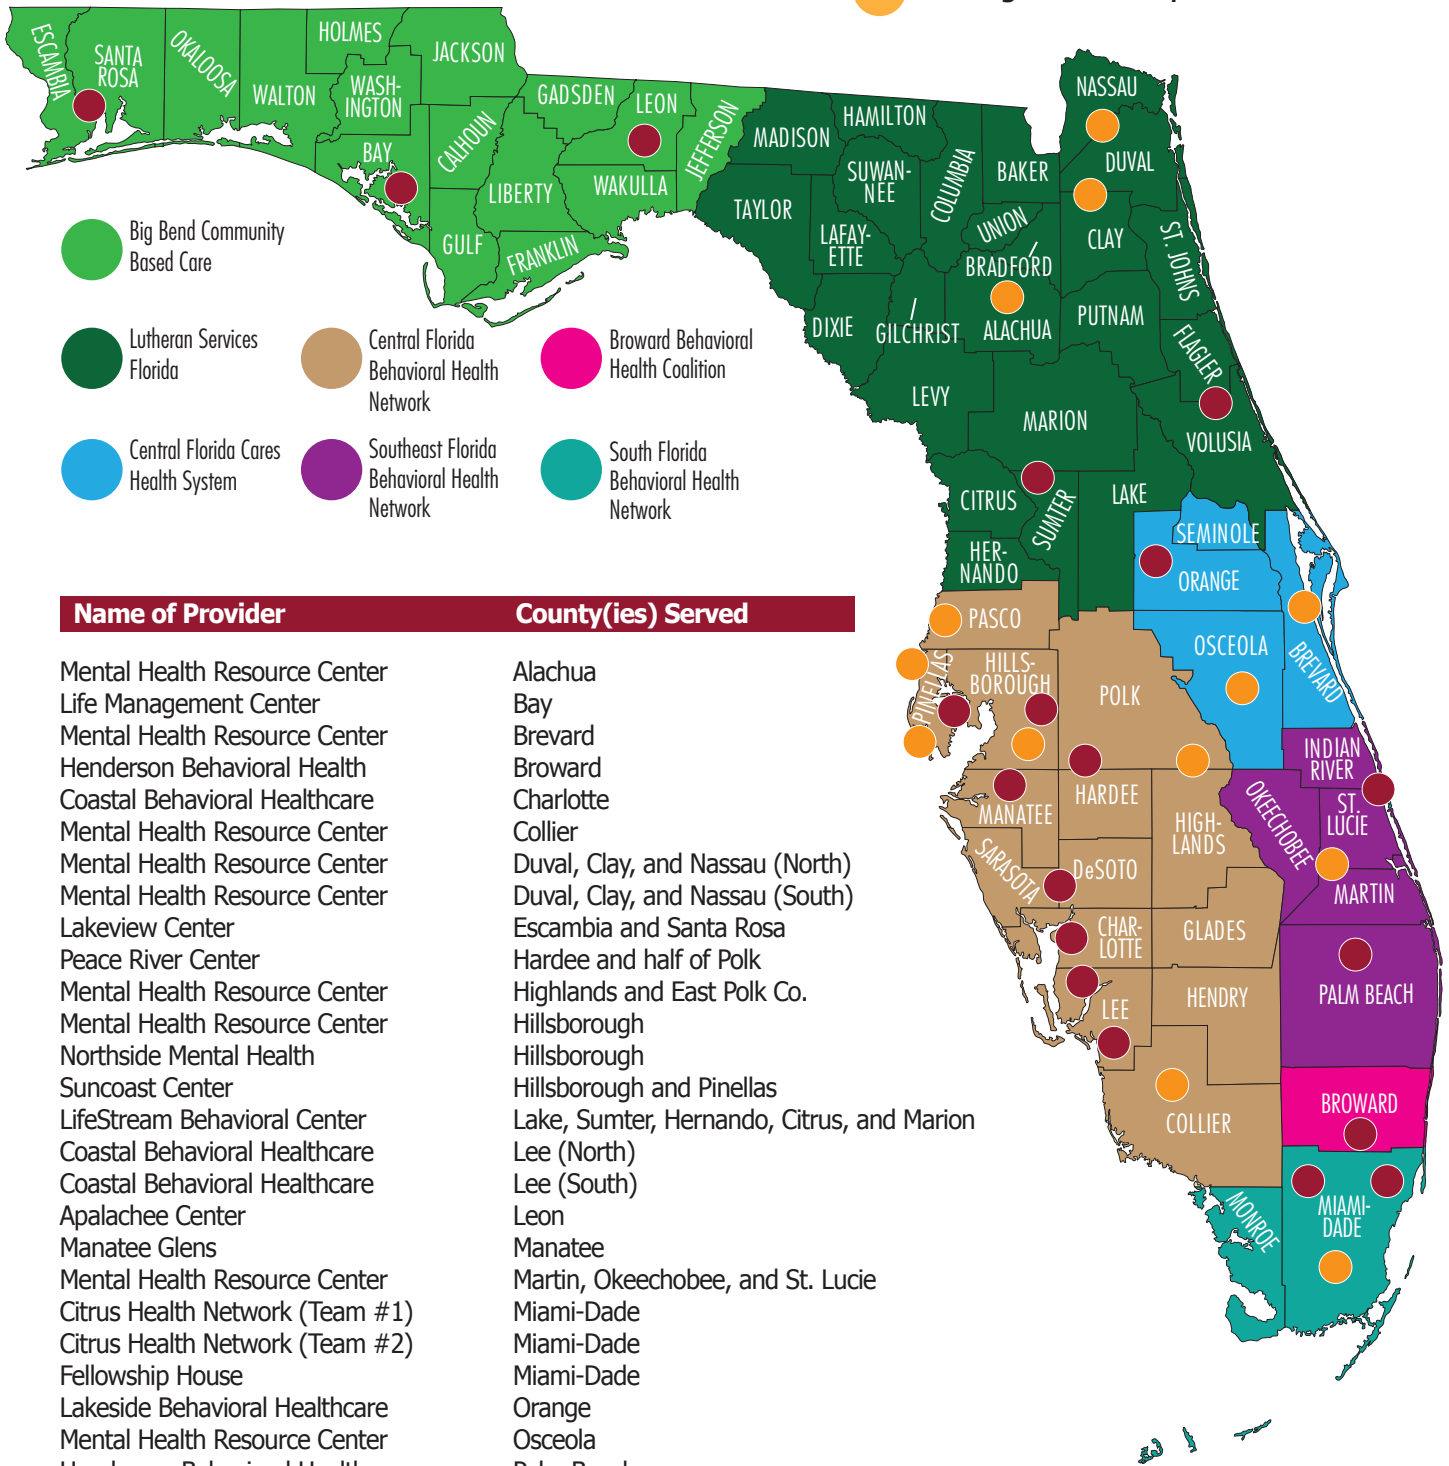 ESCAMBIA
SANTA
ROSA
OKALOOSA
WALTON
HOLMES
WASH-
INGTON
JACKSON
BAY
CALHOUN
GADSDEN
LEON
JEFFERSON
LIBERTY
WAKULLA
GULF
FRANKLIN
MADISON
HAMILTON
TAYLOR
SUWAN-
NEE
COLUMBIA
BAKER
NASSAU
DUVAL
LAFAY-
ETTE
UNION
BRADFORD
CLAY
ST. JOHNS
DIXIE
GILCHRIST
ALACHUA
PUTNAM
FLAGLER
LEVY
MARION
VOLUSIA
CITRUS
SUMTER
LAKE
HER-
NANDO
SEMINOLE
ORANGE
PASCO
OSCEOLA
BREVARD
PINELLAS
HILLS-
BOROUGH
POLK
INDIAN
RIVER
MANATEE
HARDEE
HIGH-
LANDS
OKEECHOBEE
ST.
LUCIE
SARASOTA
DeSOTO
MARTIN
CHAR-
LOTTE
GLADES
LEE
HENDRY
PALM BEACH
COLLIER
BROWARD
MONROE
MIAMI-
DADE
Big Bend Community
Based Care
Lutheran Services
Florida
Central Florida
Behavioral Health
Network
Broward Behavioral
Health Coalition
Central Florida Cares
Health System
Southeast Florida
Behavioral Health
Network
South Florida
Behavioral Health
Network
Name of Provider County(ies) Served
Mental Health Resource Center Alachua
Life Management Center Bay
Mental Health Resource Center Brevard
Henderson Behavioral Health Broward
Coastal Behavioral Healthcare Charlotte
Mental Health Resource Center Collier
Mental Health Resource Center Duval, Clay, and Nassau (North)
Mental Health Resource Center Duval, Clay, and Nassau (South)
Lakeview Center Escambia and Santa Rosa
Peace River Center Hardee and half of Polk
Mental Health Resource Center Highlands and East Polk Co.
Mental Health Resource Center Hillsborough
Northside Mental Health Hillsborough
Suncoast Center Hillsborough and Pinellas
LifeStream Behavioral Center Lake, Sumter, Hernando, Citrus, and Marion
Coastal Behavioral Healthcare Lee (North)
Coastal Behavioral Healthcare Lee (South)
Apalachee Center Leon
Manatee Glens Manatee
Mental Health Resource Center Martin, Okeechobee, and St. Lucie
Citrus Health Network (Team #1) Miami-Dade
Citrus Health Network (Team #2) Miami-Dade
Fellowship House Miami-Dade
Lakeside Behavioral Healthcare Orange
Mental Health Resource Center Osceola